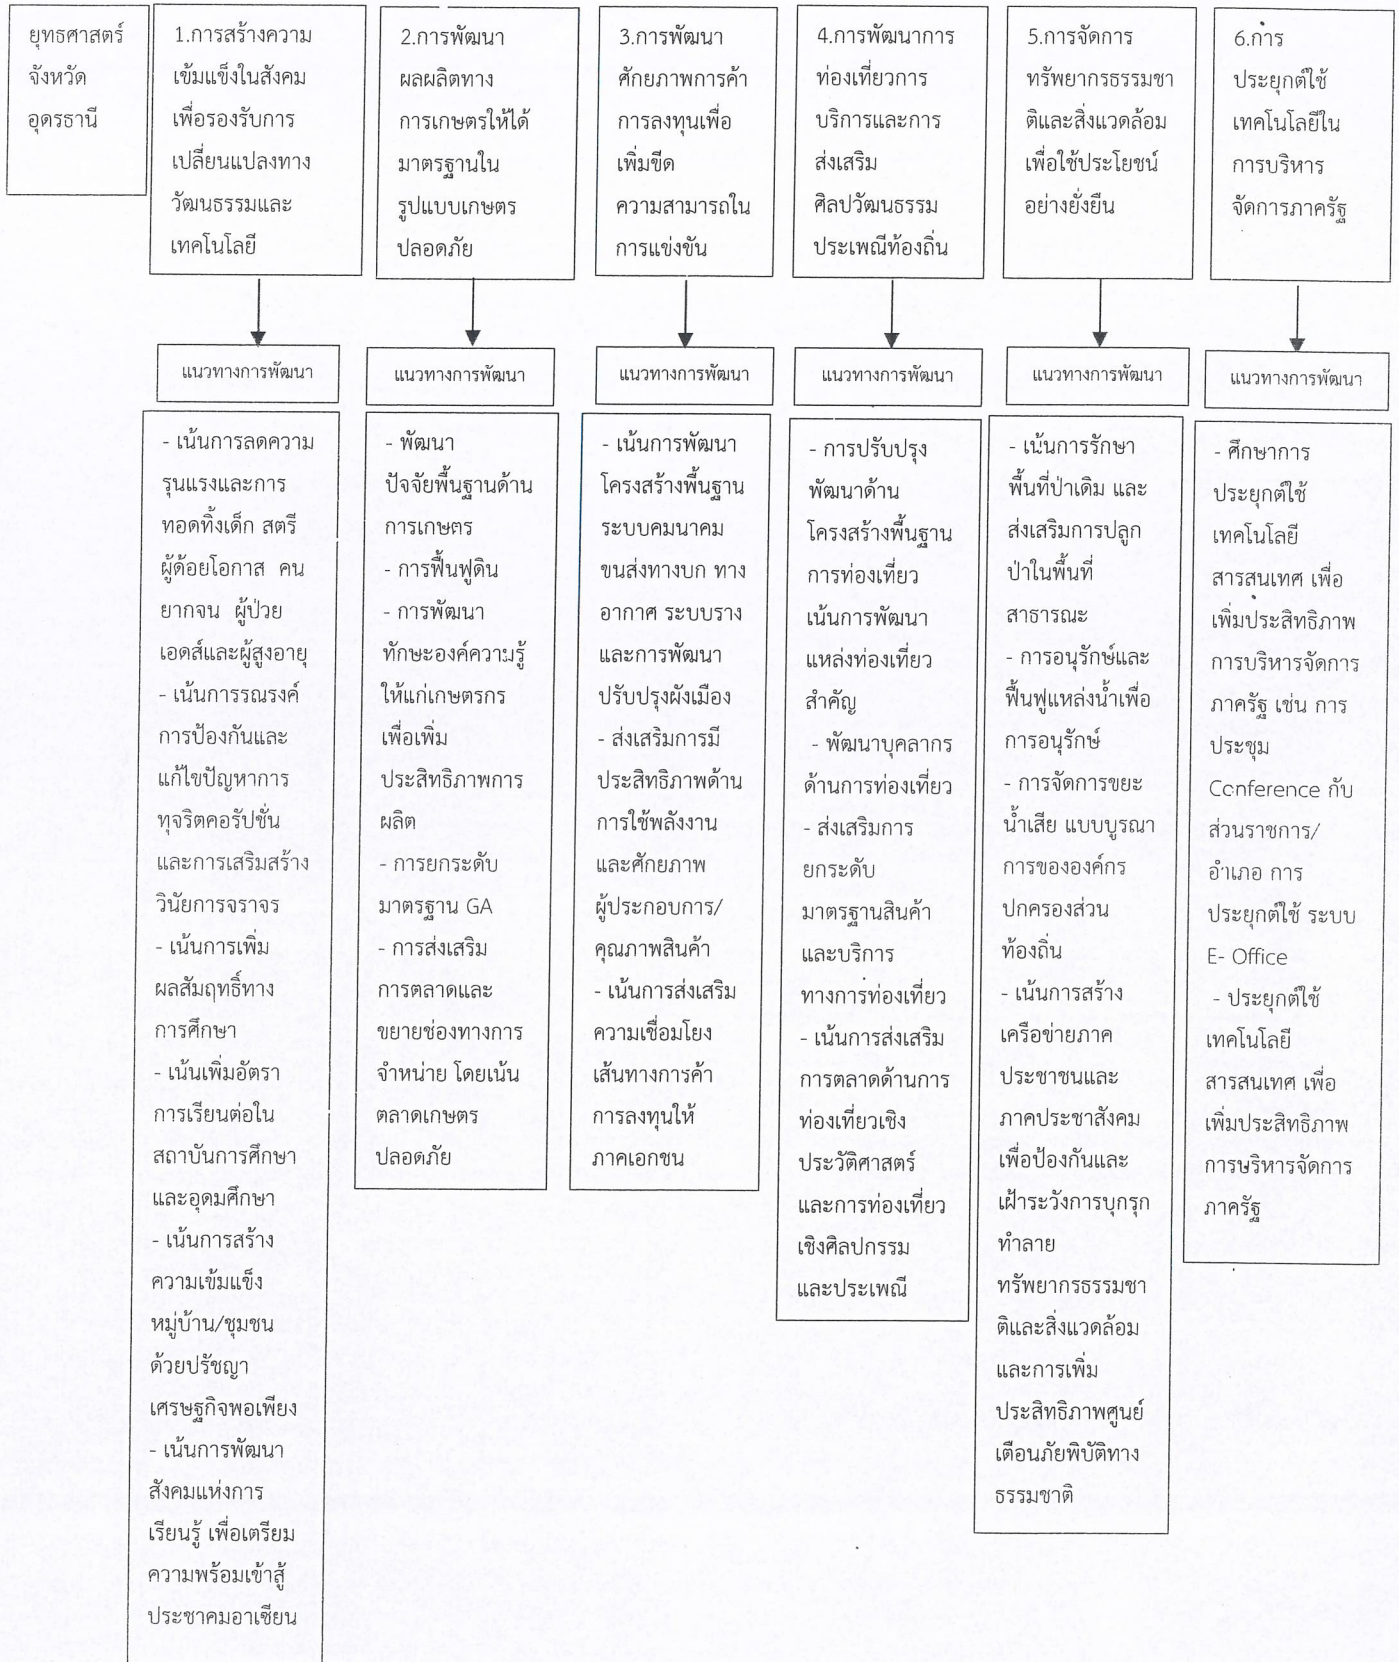 ยุทธศาสตร์
จังหวัด
อุดรธานี
1.การสร้างความ
เข้มแข็งในสังคม
เพื่อรองรับการ
เปลี่ยนแปลงทาง
วัฒนธรรมและ
เทคโนโลยี
2.การพัฒนา
ผลผลิตทาง
การเกษตรให้ได้
มาตรฐานใน
รูปแบบเกษตร
ปลอดภัย
3.การพัฒนา
ศักยภาพการค้า
การลงทุนเพื่อ
เพิ่มขีด
ความสามารถใน
การแข่งขัน
4.การพัฒนาการ
ท่องเที่ยวการ
บริการและการ
ส่งเสริม
ศิลปวัฒนธรรม
ประเพณีท้องถิ่น
5.การจัดการ
ทรัพยากรธรรมชา
ติและสิ่งแวดล้อม
เพื่อใช้ประโยชน์
อย่างยั่งยืน
6.การ
ประยุกต์ใช้
เทคโนโลยีใน
การบริหาร
จัดการภาครัฐ
แนวทางการพัฒนา
แนวทางการพัฒนา
แนวทางการพัฒนา
แนวทางการพัฒนา
แนวทางการพัฒนา
แนวทางการพัฒนา
- เน้นการลดความ
รุนแรงและการ
ทอดทิ้งเด็ก สตรี
ผู้ด้อยโอกาส คน
ยากจน ผู้ป่วย
เอดส์และผู้สูงอายุ
- เน้นการรณรงค์
การป้องกันและ
แก้ไขปัญหาการ
ทุจริตคอรัปชั่น
และการเสริมสร้าง
วินัยการจราจร
- เน้นการเพิ่ม
ผลสัมฤทธิ์ทาง
การศึกษา
- เน้นเพิ่มอัตรา
การเรียนต่อใน
สถาบันการศึกษา
และอุดมศึกษา
- เน้นการสร้าง
ความเข้มแข็ง
หมู่บ้าน/ชุมชน
ด้วยปรัชญา
เศรษฐกิจพอเพียง
- เน้นการพัฒนา
สังคมแห่งการ
เรียนรู้ เพื่อเตรียม
ความพร้อมเข้าสู้
ประชาคมอาเซียน
- พัฒนา
ปัจจัยพื้นฐานด้าน
การเกษตร
- การฟื้นฟูดิน
- การพัฒนา
ทักษะองค์ความรู้
ให้แก่เกษตรกร
เพื่อเพิ่ม
ประสิทธิภาพการ
ผลิต
- การยกระดับ
มาตรฐาน GA
- การส่งเสริม
การตลาดและ
ขยายช่องทางการ
จำหน่าย โดยเน้น
ตลาดเกษตร
ปลอดภัย
- เน้นการพัฒนา
โครงสร้างพื้นฐาน
ระบบคมนาคม
ขนส่งทางบก ทาง
อากาศ ระบบราง
และการพัฒนา
ปรับปรุงผังเมือง
- ส่งเสริมการมี
ประสิทธิภาพด้าน
การใช้พลังงาน
และศักยภาพ
ผู้ประกอบการ/
คุณภาพสินค้า
- เน้นการส่งเสริม
ความเชื่อมโยง
เส้นทางการค้า
การลงทุนให้
ภาคเอกชน
- การปรับปรุง
พัฒนาด้าน
โครงสร้างพื้นฐาน
การท่องเที่ยว
เน้นการพัฒนา
แหล่งท่องเที่ยว
สำคัญ
- พัฒนาบุคลากร
ด้านการท่องเที่ยว
- ส่งเสริมการ
ยกระดับ
มาตรฐานสินค้า
และบริการ
ทางการท่องเที่ยว
- เน้นการส่งเสริม
การตลาดด้านการ
ท่องเที่ยวเชิง
ประวัติศาสตร์
และการท่องเที่ยว
เชิงศิลปกรรม
และประเพณี
- เน้นการรักษา
พื้นที่ป่าเดิม และ
ส่งเสริมการปลูก
ป่าในพื้นที่
สาธารณะ
- การอนุรักษ์และ
ฟื้นฟูแหล่งน้ำเพื่อ
การอนุรักษ์
- การจัดการขยะ
น้ำเสีย แบบบูรณา
การขององค์กร
ปกครองส่วน
ท้องถิ่น
- เน้นการสร้าง
เครือข่ายภาค
ประชาชนและ
ภาคประชาสังคม
เพื่อป้องกันและ
เฝ้าระวังการบุกรุก
ทำลาย
ทรัพยากรธรรมชา
ติและสิ่งแวดล้อม
และการเพิ่ม
ประสิทธิภาพศูนย์
เตือนภัยพิบัติทาง
ธรรมชาติ
- ศึกษาการ
ประยุกต์ใช้
เทคโนโลยี
สารสนเทศ เพื่อ
เพิ่มประสิทธิภาพ
การบริหารจัดการ
ภาครัฐ เช่น การ
ประชุม
Conference กับ
ส่วนราชการ/
อำเภอ การ
ประยุกต์ใช้ ระบบ
E- Office
- ประยุกต์ใช้
เทคโนโลยี
สารสนเทศ เพื่อ
เพิ่มประสิทธิภาพ
การบริหารจัดการ
ภาครัฐ